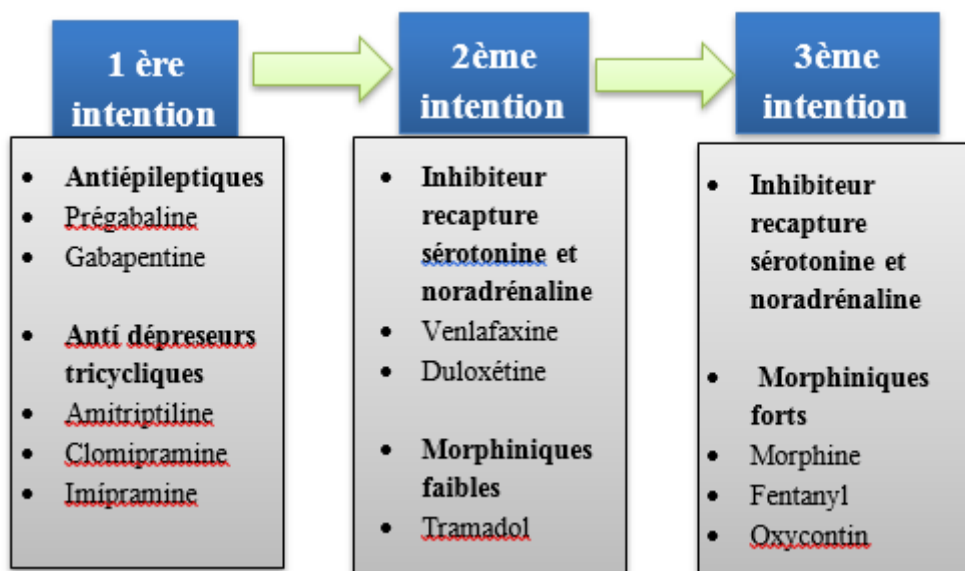 1 ère
intention
2ème
intention
3ème
intention
• Antiépileptiques
• Prégabaline
• Gabapentine
• Anti dépreseurs
tricycliques
• Amitriptiline
• Clomipramine
• Imípramine
• Inhibiteur
recapture
sérotonine et
noradrénaline
• Venlafaxine
• Duloxétine
• Morphiniques
faibles
• Tramadol
• Inhibiteur
recapture
sérotonine et
noradrénaline
• Morphiniques
forts
• Morphine
• Fentanyl
• Oxycontin